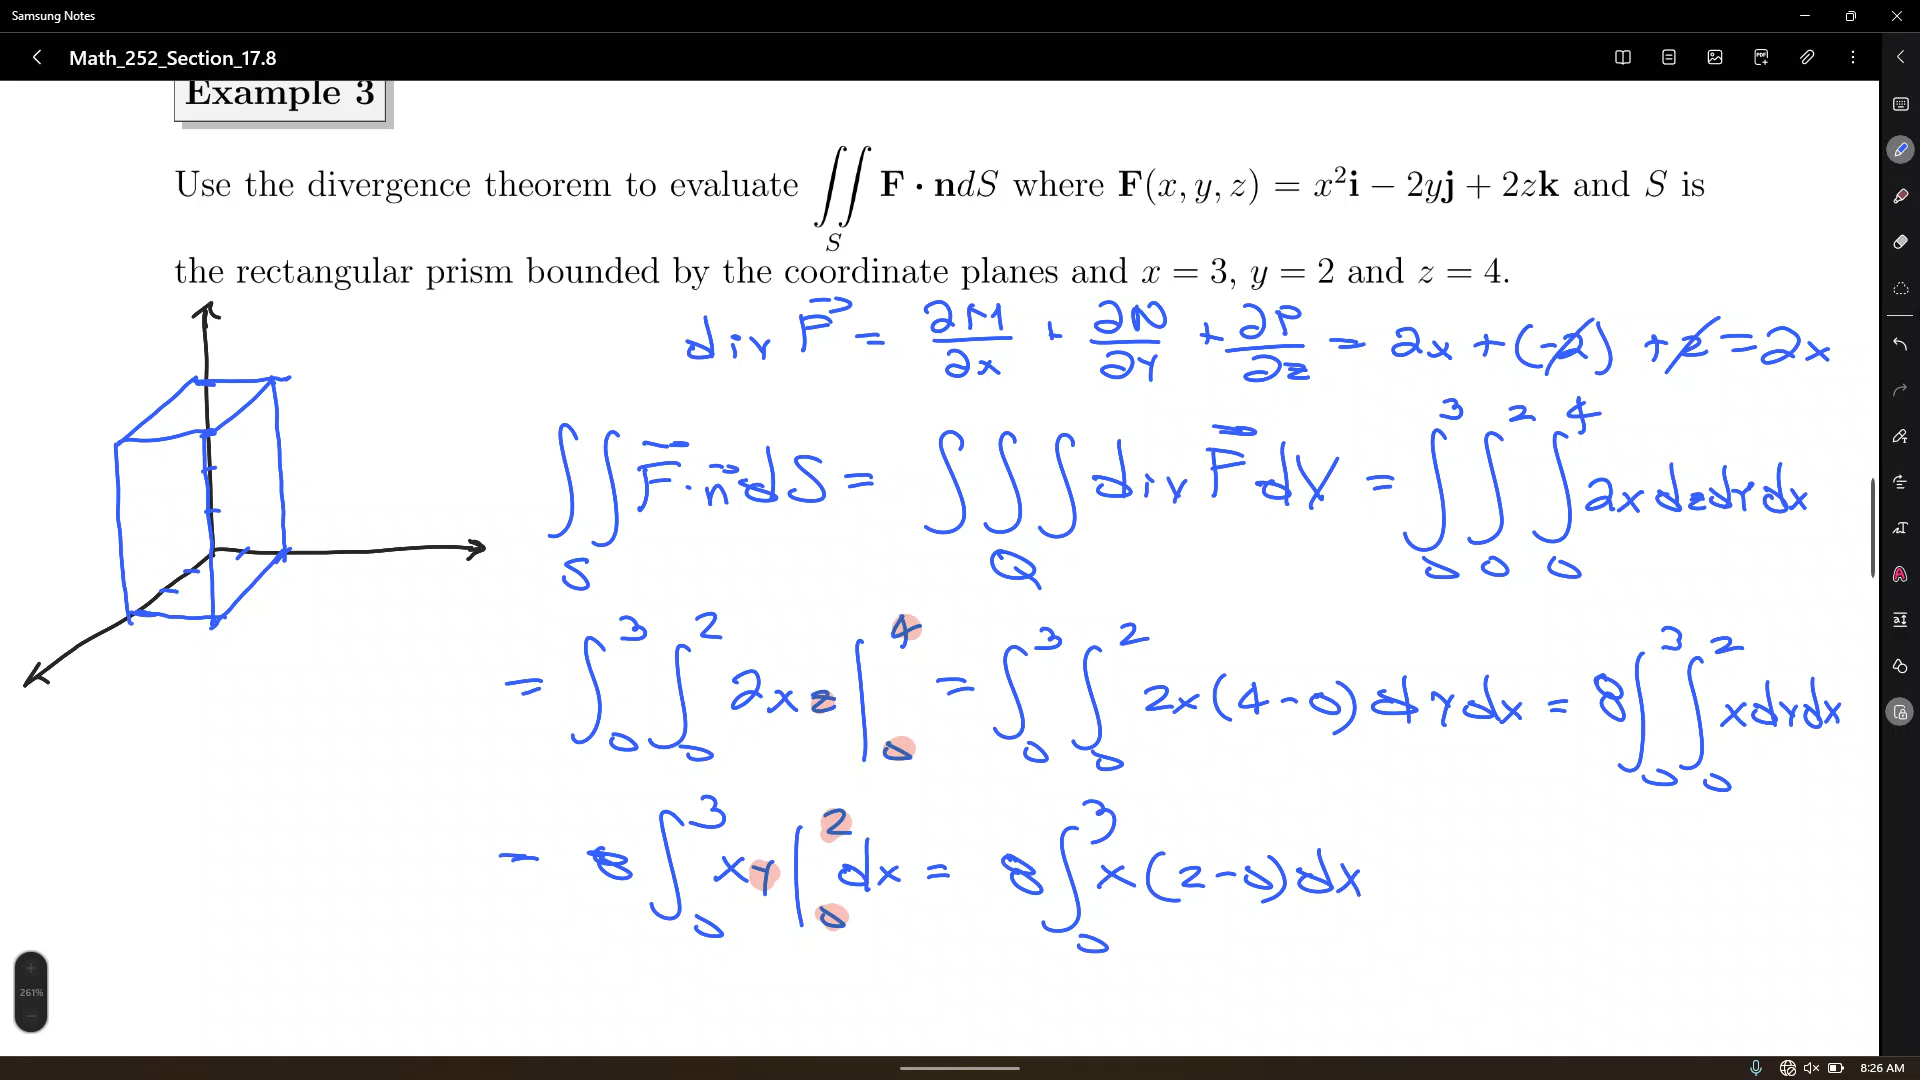 Samsung Notes
Math_252_Section_17.8
Example 3
Use the divergence theorem to evaluate ∬_S F · n dS where F(x, y, z) = x²i − 2yj + 2zk and S is
the rectangular prism bounded by the coordinate planes and x = 3, y = 2 and z = 4.
div F⃗ = ∂M/∂x + ∂N/∂y + ∂P/∂z = 2x + (-2) + 2 = 2x
∬_S F⃗ · n⃗ dS = ∭_Q div F⃗ dV = ∫_0^3 ∫_0^2 ∫_0^4 2x dz dy dx
= ∫_0^3 ∫_0^2 2xz |_0^4 = ∫_0^3 ∫_0^2 2x(4-0) dy dx = 8 ∫_0^3 ∫_0^2 x dy dx
= 8 ∫_0^3 xy |_0^2 dx = 8 ∫_0^3 x(2-0) dx
261%
8:26 AM